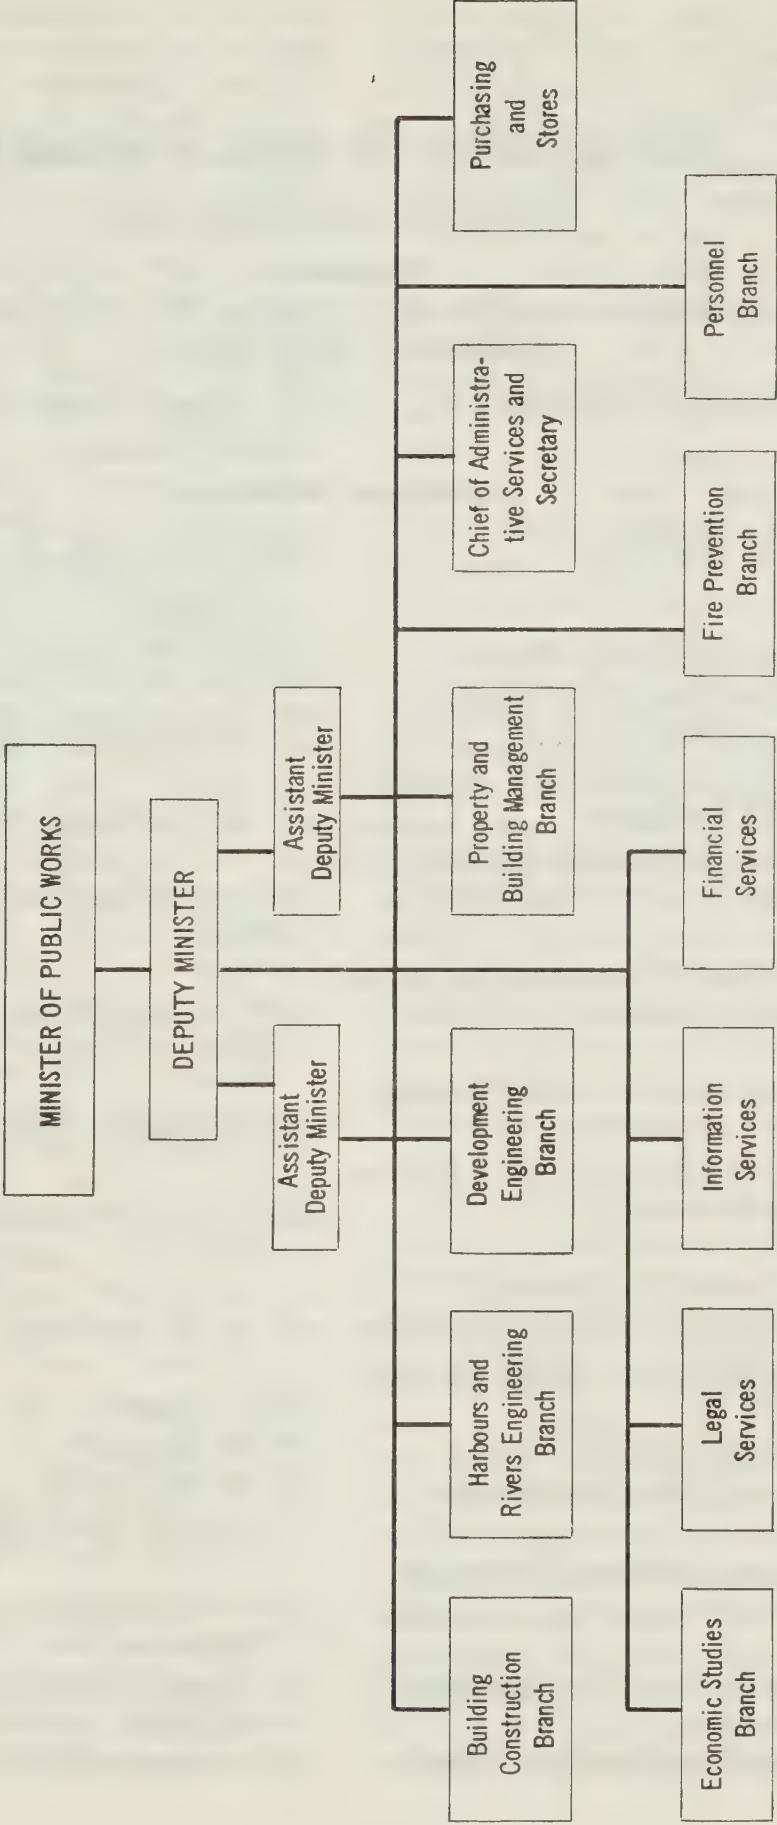 MINISTER OF PUBLIC WORKS
DEPUTY MINISTER
Assistant
Deputy Minister
Assistant
Deputy Minister
Building
Construction
Branch
Harbours and
Rivers Engineering
Branch
Development
Engineering
Branch
Property and
Building Management
Branch
Chief of Administra-
tive Services and
Secretary
Purchasing
and
Stores
Economic Studies
Branch
Legal
Services
Information
Services
Financial
Services
Fire Prevention
Branch
Personnel
Branch